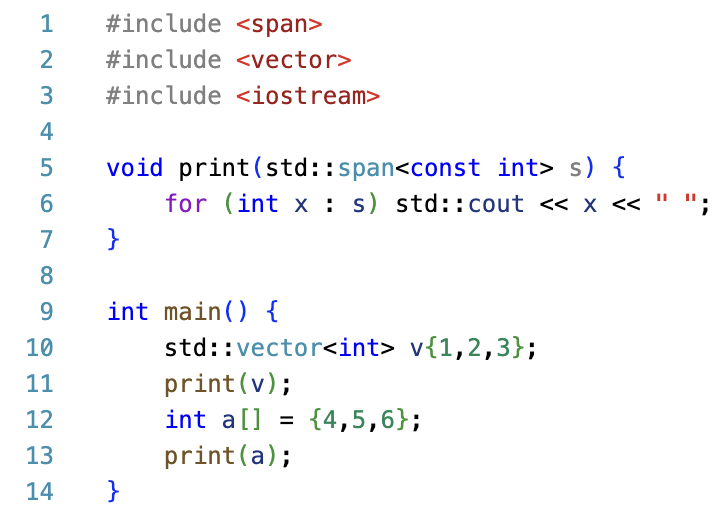 1 #include <span>
2 #include <vector>
3 #include <iostream>
4
5 void print(std::span<const int> s) {
6     for (int x : s) std::cout << x << " ";
7 }
8
9 int main() {
10     std::vector<int> v{1,2,3};
11     print(v);
12     int a[] = {4,5,6};
13     print(a);
14 }